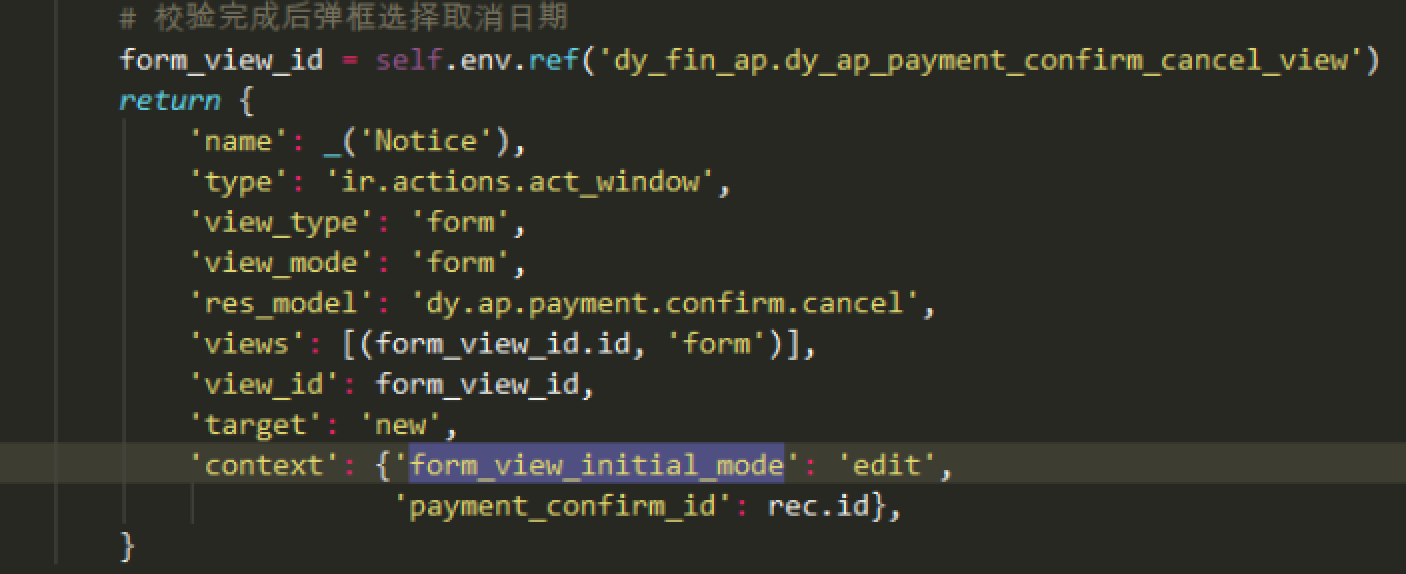 # 校验完成后弹框选择取消日期
form_view_id = self.env.ref('dy_fin_ap.dy_ap_payment_confirm_cancel_view')
return {
    'name': _('Notice'),
    'type': 'ir.actions.act_window',
    'view_type': 'form',
    'view_mode': 'form',
    'res_model': 'dy.ap.payment.confirm.cancel',
    'views': [(form_view_id.id, 'form')],
    'view_id': form_view_id,
    'target': 'new',
    'context': {'form_view_initial_mode': 'edit',
                'payment_confirm_id': rec.id},
}